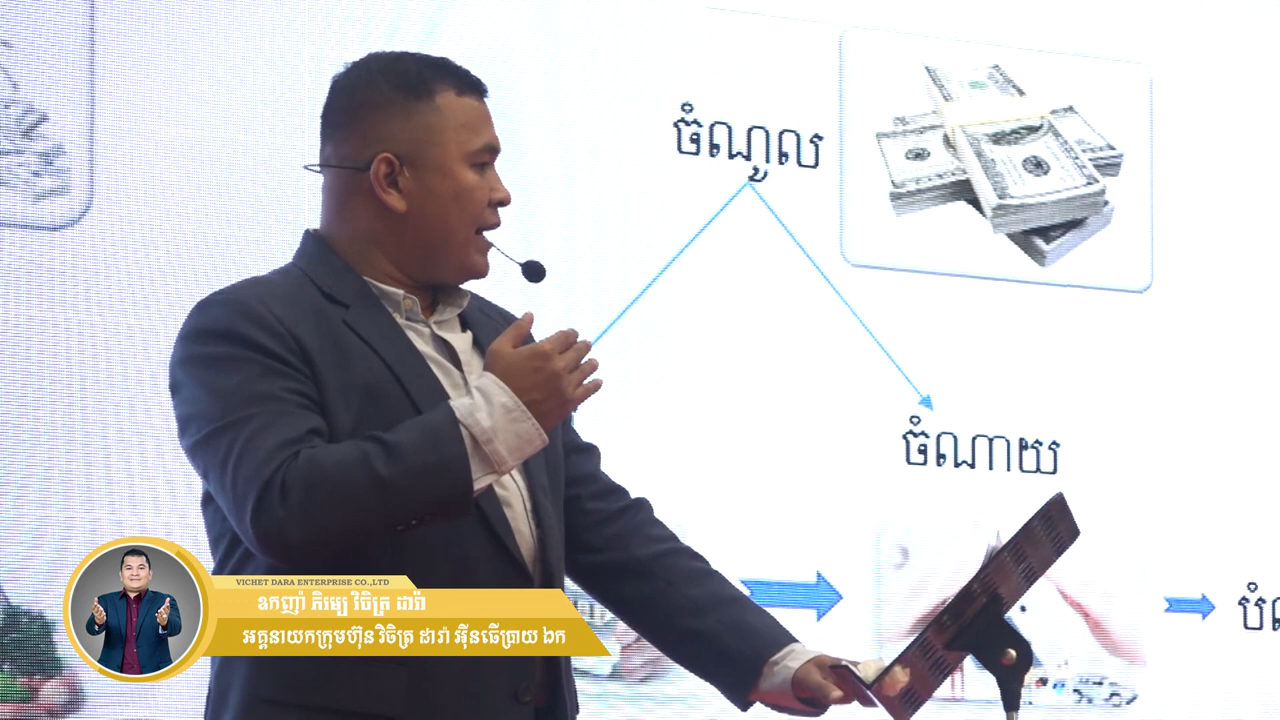 ចំណូល
ចំណាយ
VICHET DARA ENTERPRISE CO.,LTD
ឧកញ៉ា ភិម្ស៊េ វិចិត្រ ដារ៉ា
អគ្គនាយកក្រុមហ៊ុន វិចិត្រ ដារ៉ា អ៊ីនធើប្រាយ ឯក